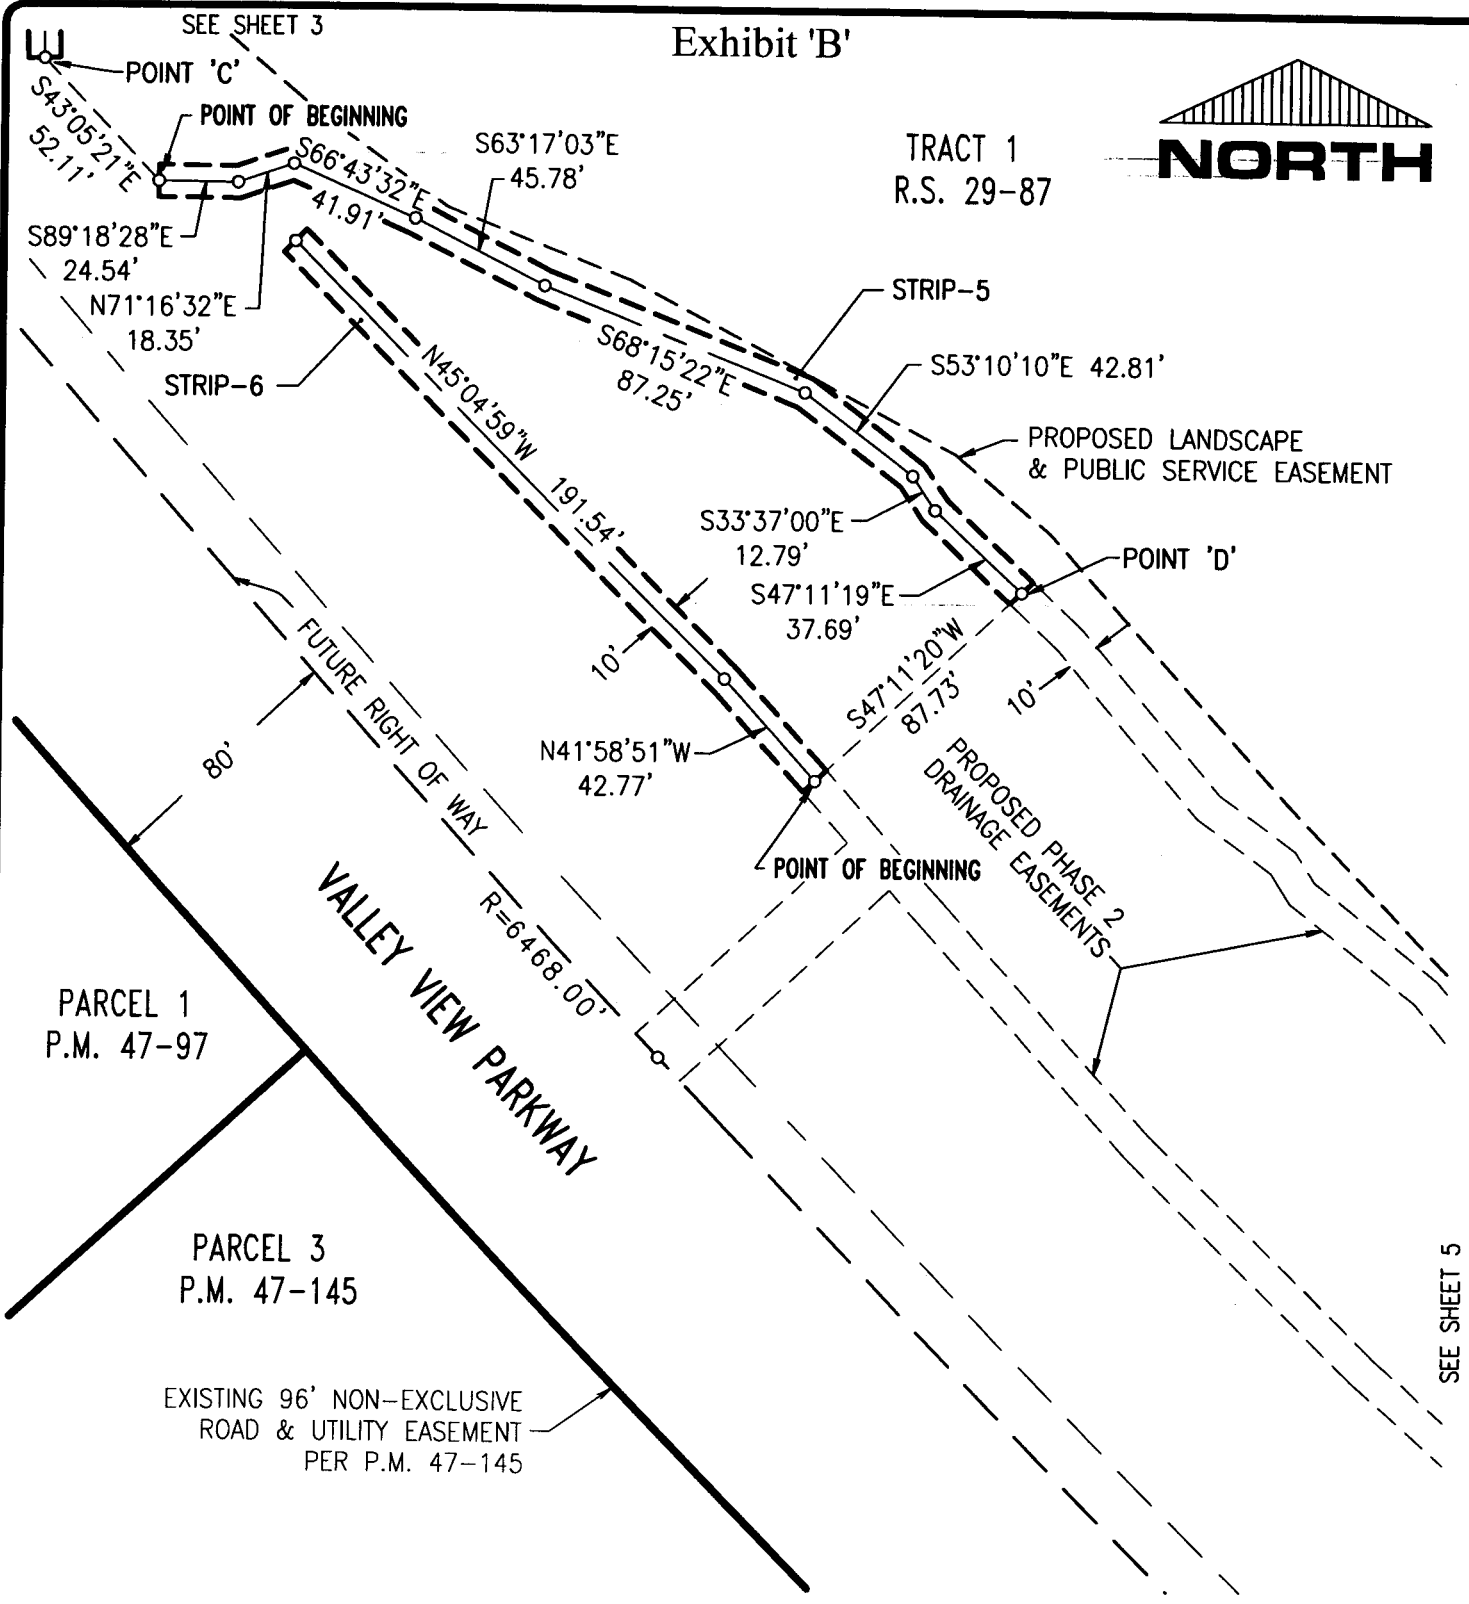 Exhibit 'B'
SEE SHEET 3
POINT 'C'
S43°05'21"E
52.11'
POINT OF BEGINNING
S66°43'32"E
41.91'
S63°17'03"E
45.78'
TRACT 1
R.S. 29-87
NORTH
S89°18'28"E
24.54'
N71°16'32"E
18.35'
STRIP-6
STRIP-5
S68°15'22"E
87.25'
S53°10'10"E 42.81'
N45°04'59"W
191.54'
PROPOSED LANDSCAPE
& PUBLIC SERVICE EASEMENT
S33°37'00"E
12.79'
POINT 'D'
S47°11'19"E
37.69'
10'
S47°11'20"W
87.73'
10'
FUTURE RIGHT OF WAY
80'
N41°58'51"W
42.77'
PROPOSED PHASE 2
DRAINAGE EASEMENTS
POINT OF BEGINNING
R=6468.00'
VALLEY VIEW PARKWAY
PARCEL 1
P.M. 47-97
PARCEL 3
P.M. 47-145
SEE SHEET 5
EXISTING 96' NON-EXCLUSIVE
ROAD & UTILITY EASEMENT
PER P.M. 47-145